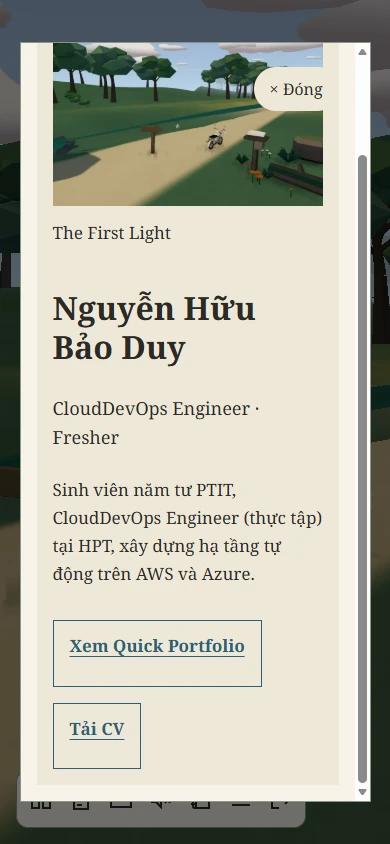 × Đóng
The First Light
Nguyễn Hữu
Bảo Duy
CloudDevOps Engineer ·
Fresher
Sinh viên năm tư PTIT,
CloudDevOps Engineer (thực tập)
tại HPT, xây dựng hạ tầng tự
động trên AWS và Azure.
Xem Quick Portfolio
Tải CV